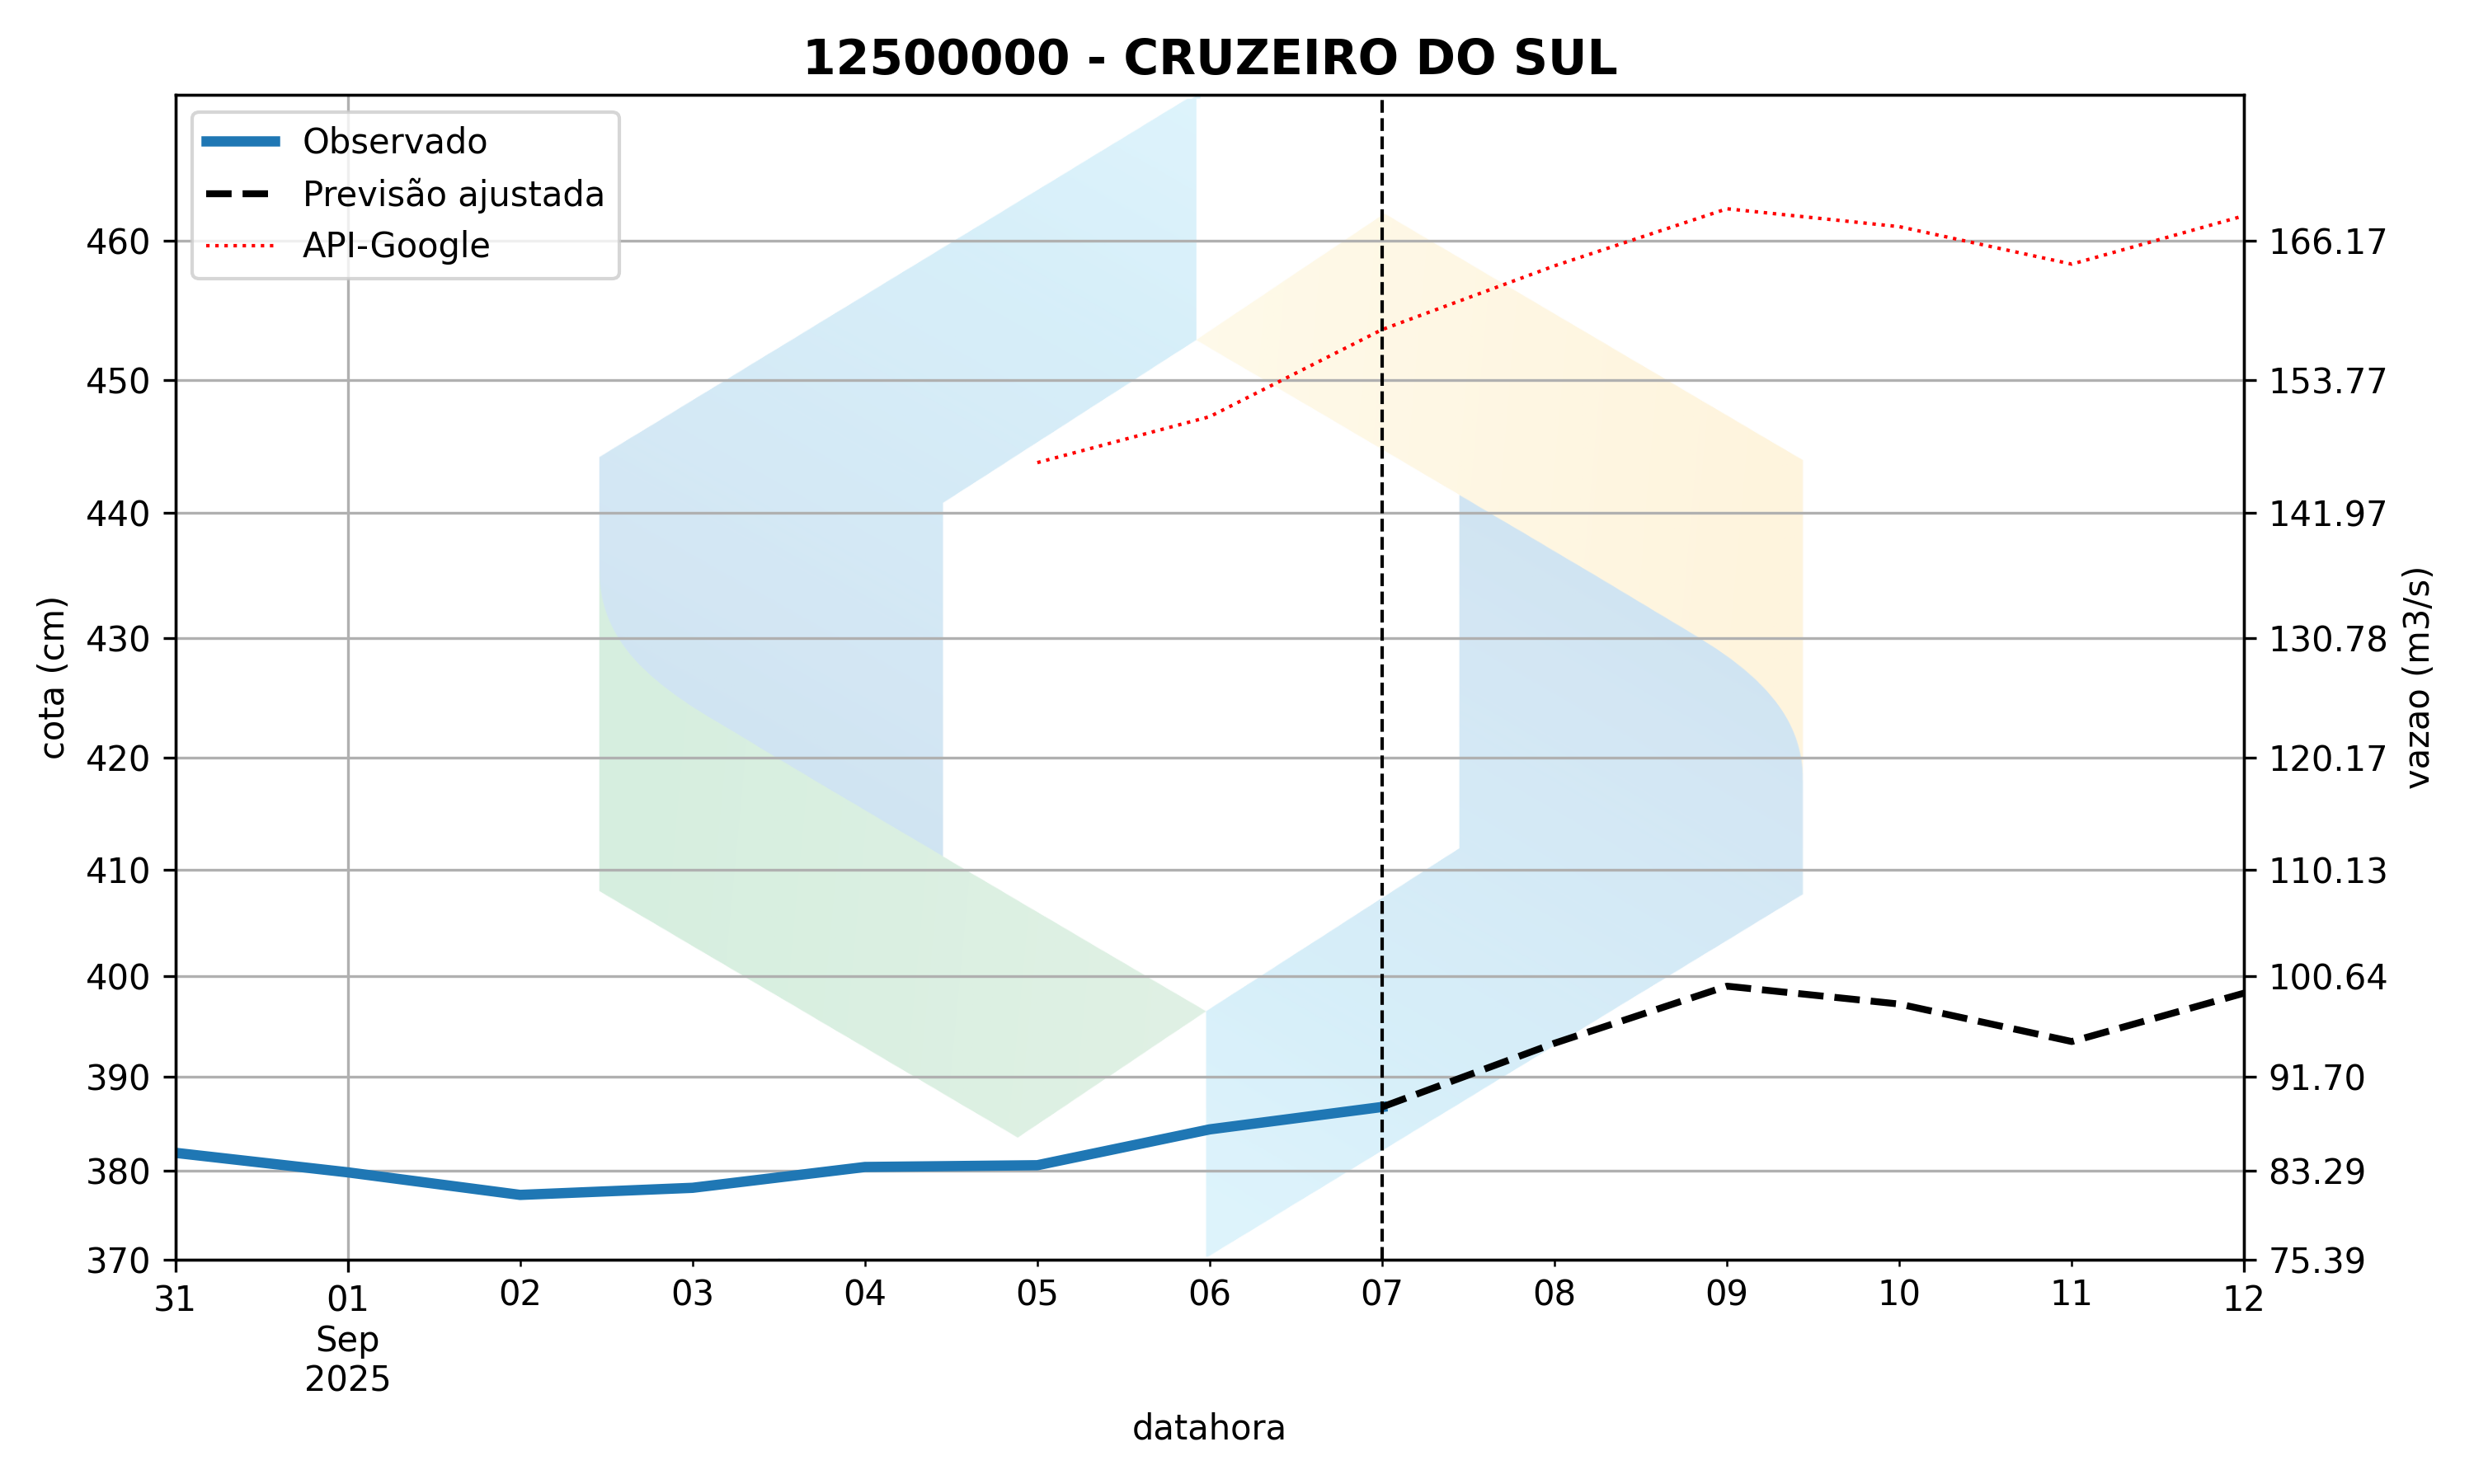 12500000 - CRUZEIRO DO SUL
Observado
Previsão ajustada
API-Google
cota (cm)
460
450
440
430
420
410
400
390
380
370
166.17
153.77
141.97
130.78
120.17
110.13
100.64
91.70
83.29
75.39
vazao (m3/s)
31 01 02 03 04 05 06 07 08 09 10 11 12
Sep
2025
datahora